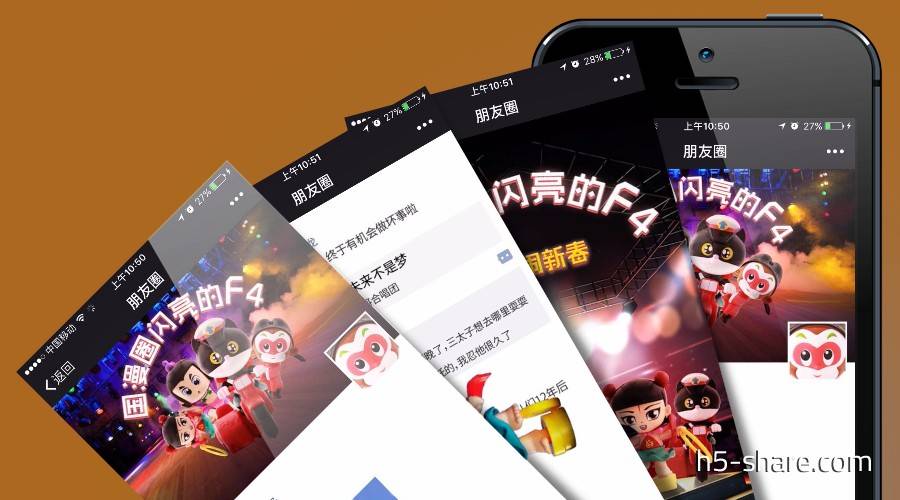 中国移动
上午10:50
27%
返回
朋友圈
国漫圈闪亮的F4
上午10:51
27%
朋友圈
终于有机会做坏事啦
未来不是梦
合唱团
晚了,三太子想去哪里耍耍
的,我忍他很久了
12年后
上午10:51
28%
朋友圈
闪亮的F4
新春
上午10:50
27%
朋友圈
闪亮的F4
h5-share.com